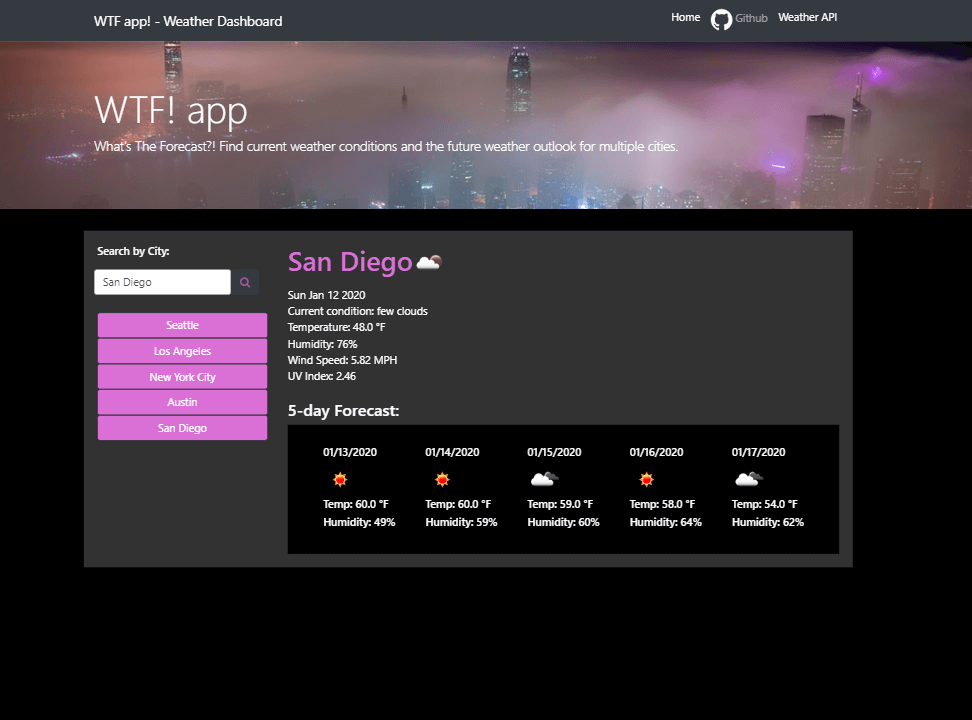 WTF app! - Weather Dashboard
Home Github Weather API
WTF! app
What's The Forecast?! Find current weather conditions and the future weather outlook for multiple cities.
Search by City:
San Diego
Seattle
Los Angeles
New York City
Austin
San Diego
San Diego
Sun Jan 12 2020
Current condition: few clouds
Temperature: 48.0 °F
Humidity: 76%
Wind Speed: 5.82 MPH
UV Index: 2.46
5-day Forecast:
01/13/2020 01/14/2020 01/15/2020 01/16/2020 01/17/2020
Temp: 60.0 °F Temp: 60.0 °F Temp: 59.0 °F Temp: 58.0 °F Temp: 54.0 °F
Humidity: 49% Humidity: 59% Humidity: 60% Humidity: 64% Humidity: 62%